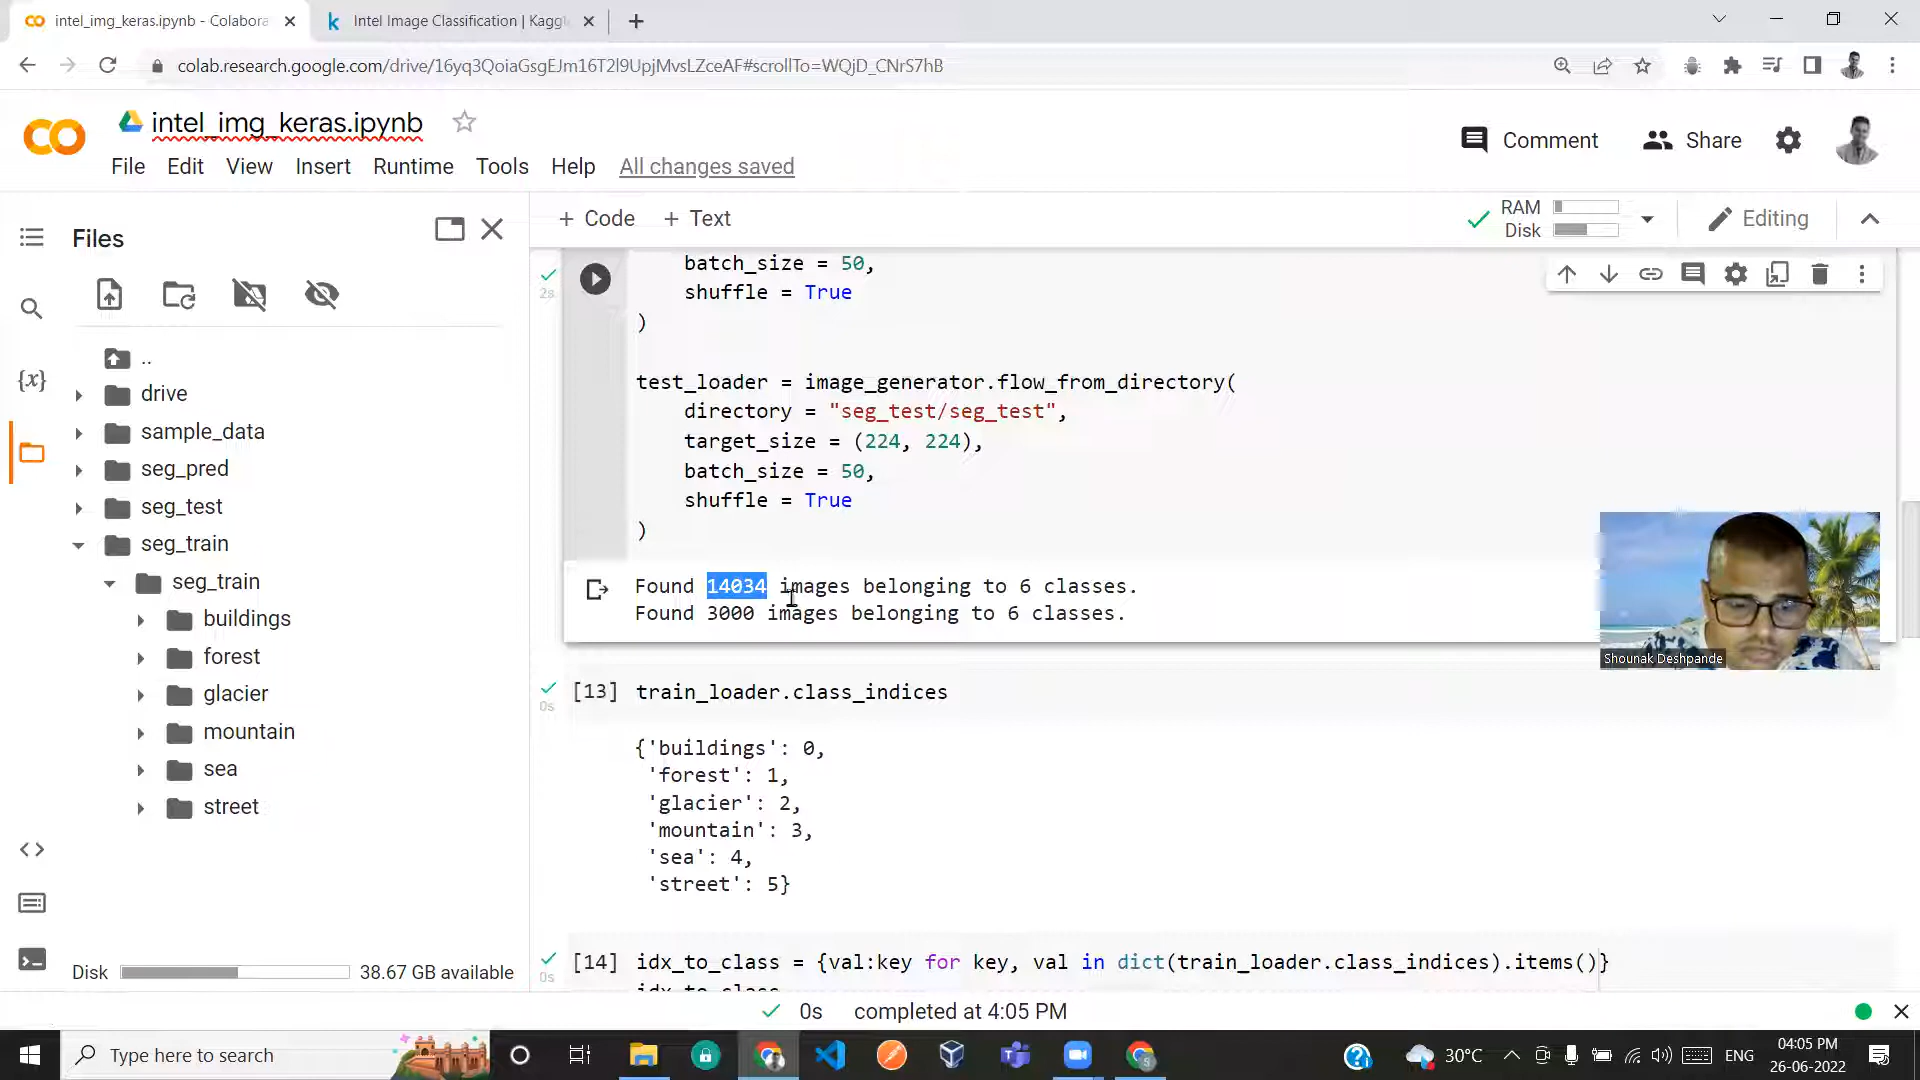 intel_img_keras.ipynb - Colabora
Intel Image Classification | Kaggl
colab.research.google.com/drive/16yq3QoiaGsgEJm16T2l9UpjMvsLZceAF#scrollTo=WQjD_CNrS7hB
intel_img_keras.ipynb
File Edit View Insert Runtime Tools Help All changes saved
Comment
Share
Files
+ Code + Text
RAM
Disk
Editing
..
drive
sample_data
seg_pred
seg_test
seg_train
seg_train
buildings
forest
glacier
mountain
sea
street
Disk
38.67 GB available
2s
batch_size = 50,
shuffle = True
)
test_loader = image_generator.flow_from_directory(
directory = "seg_test/seg_test",
target_size = (224, 224),
batch_size = 50,
shuffle = True
)
Found 14034 images belonging to 6 classes.
Found 3000 images belonging to 6 classes.
Shounak Deshpande
[13] train_loader.class_indices
0s
{'buildings': 0,
'forest': 1,
'glacier': 2,
'mountain': 3,
'sea': 4,
'street': 5}
[14] idx_to_class = {val:key for key, val in dict(train_loader.class_indices).items()}
0s
idx_to_class
0s completed at 4:05 PM
Type here to search
30°C
ENG
04:05 PM
26-06-2022